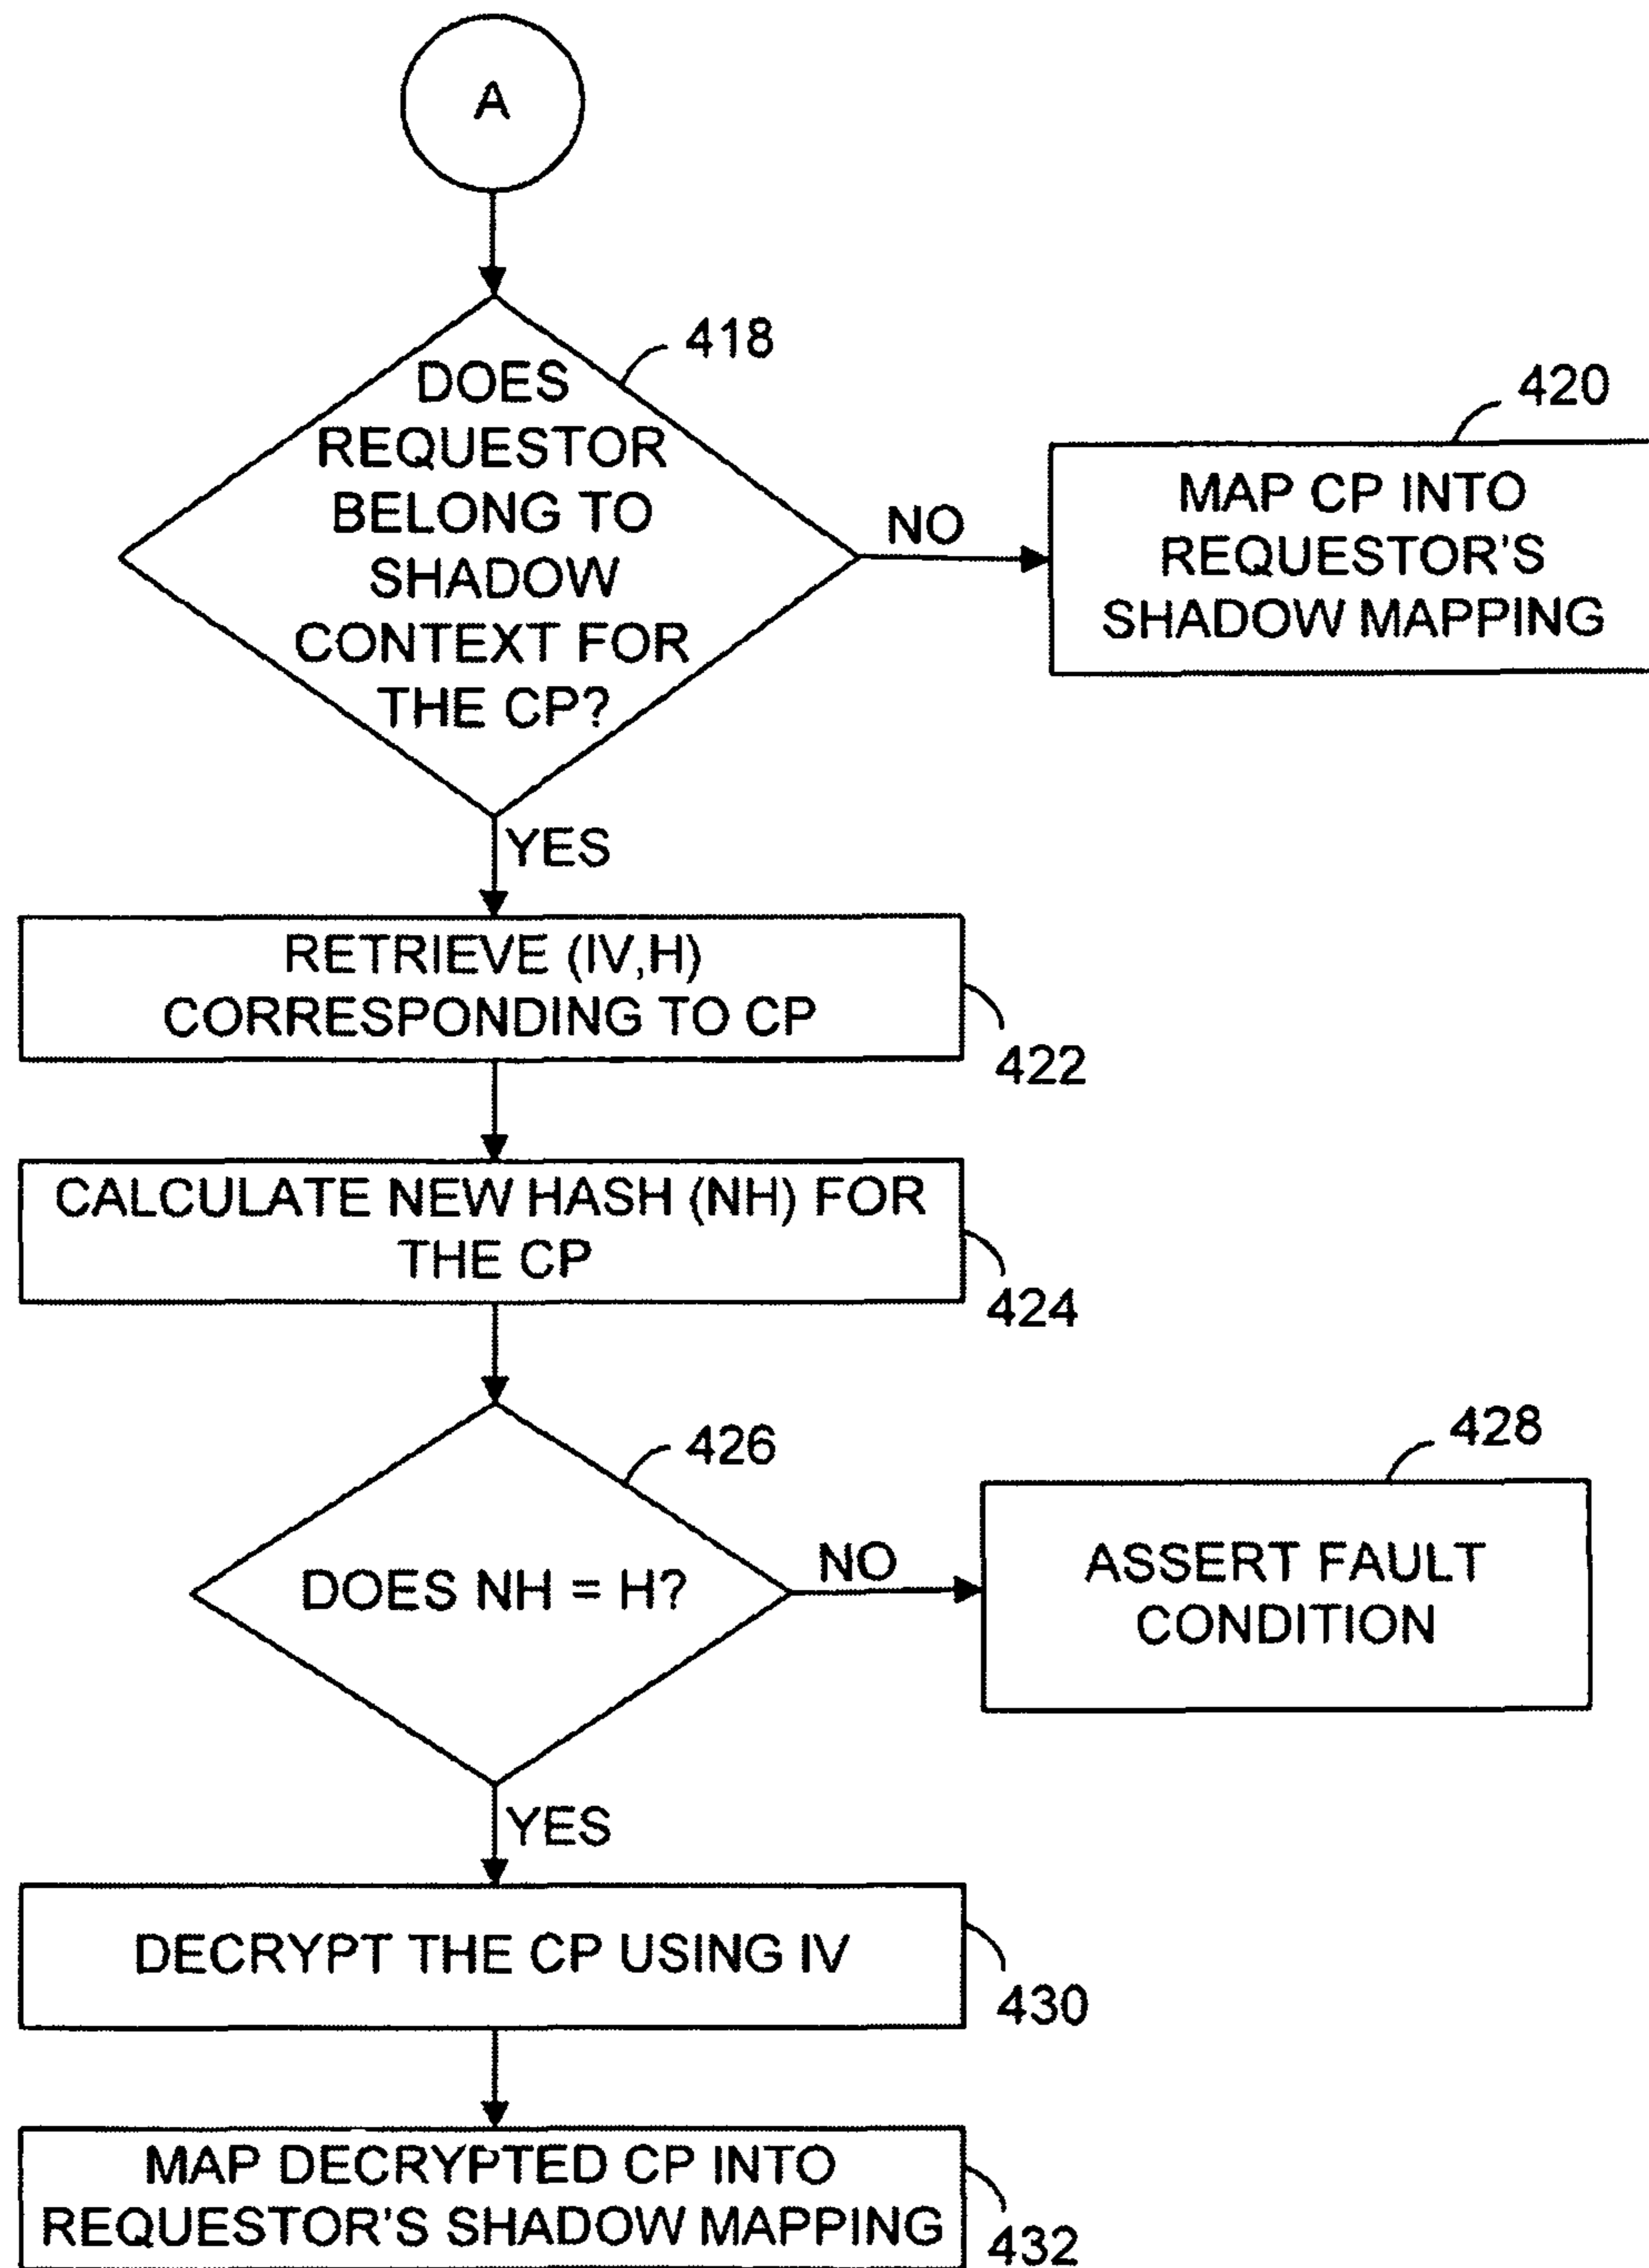 A
418
DOES
REQUESTOR
BELONG TO
SHADOW
CONTEXT FOR
THE CP?
NO
420
MAP CP INTO
REQUESTOR'S
SHADOW MAPPING
YES
RETRIEVE (IV,H)
CORRESPONDING TO CP
422
CALCULATE NEW HASH (NH) FOR
THE CP
424
426
DOES NH = H?
NO
428
ASSERT FAULT
CONDITION
YES
DECRYPT THE CP USING IV
430
MAP DECRYPTED CP INTO
REQUESTOR'S SHADOW MAPPING
432